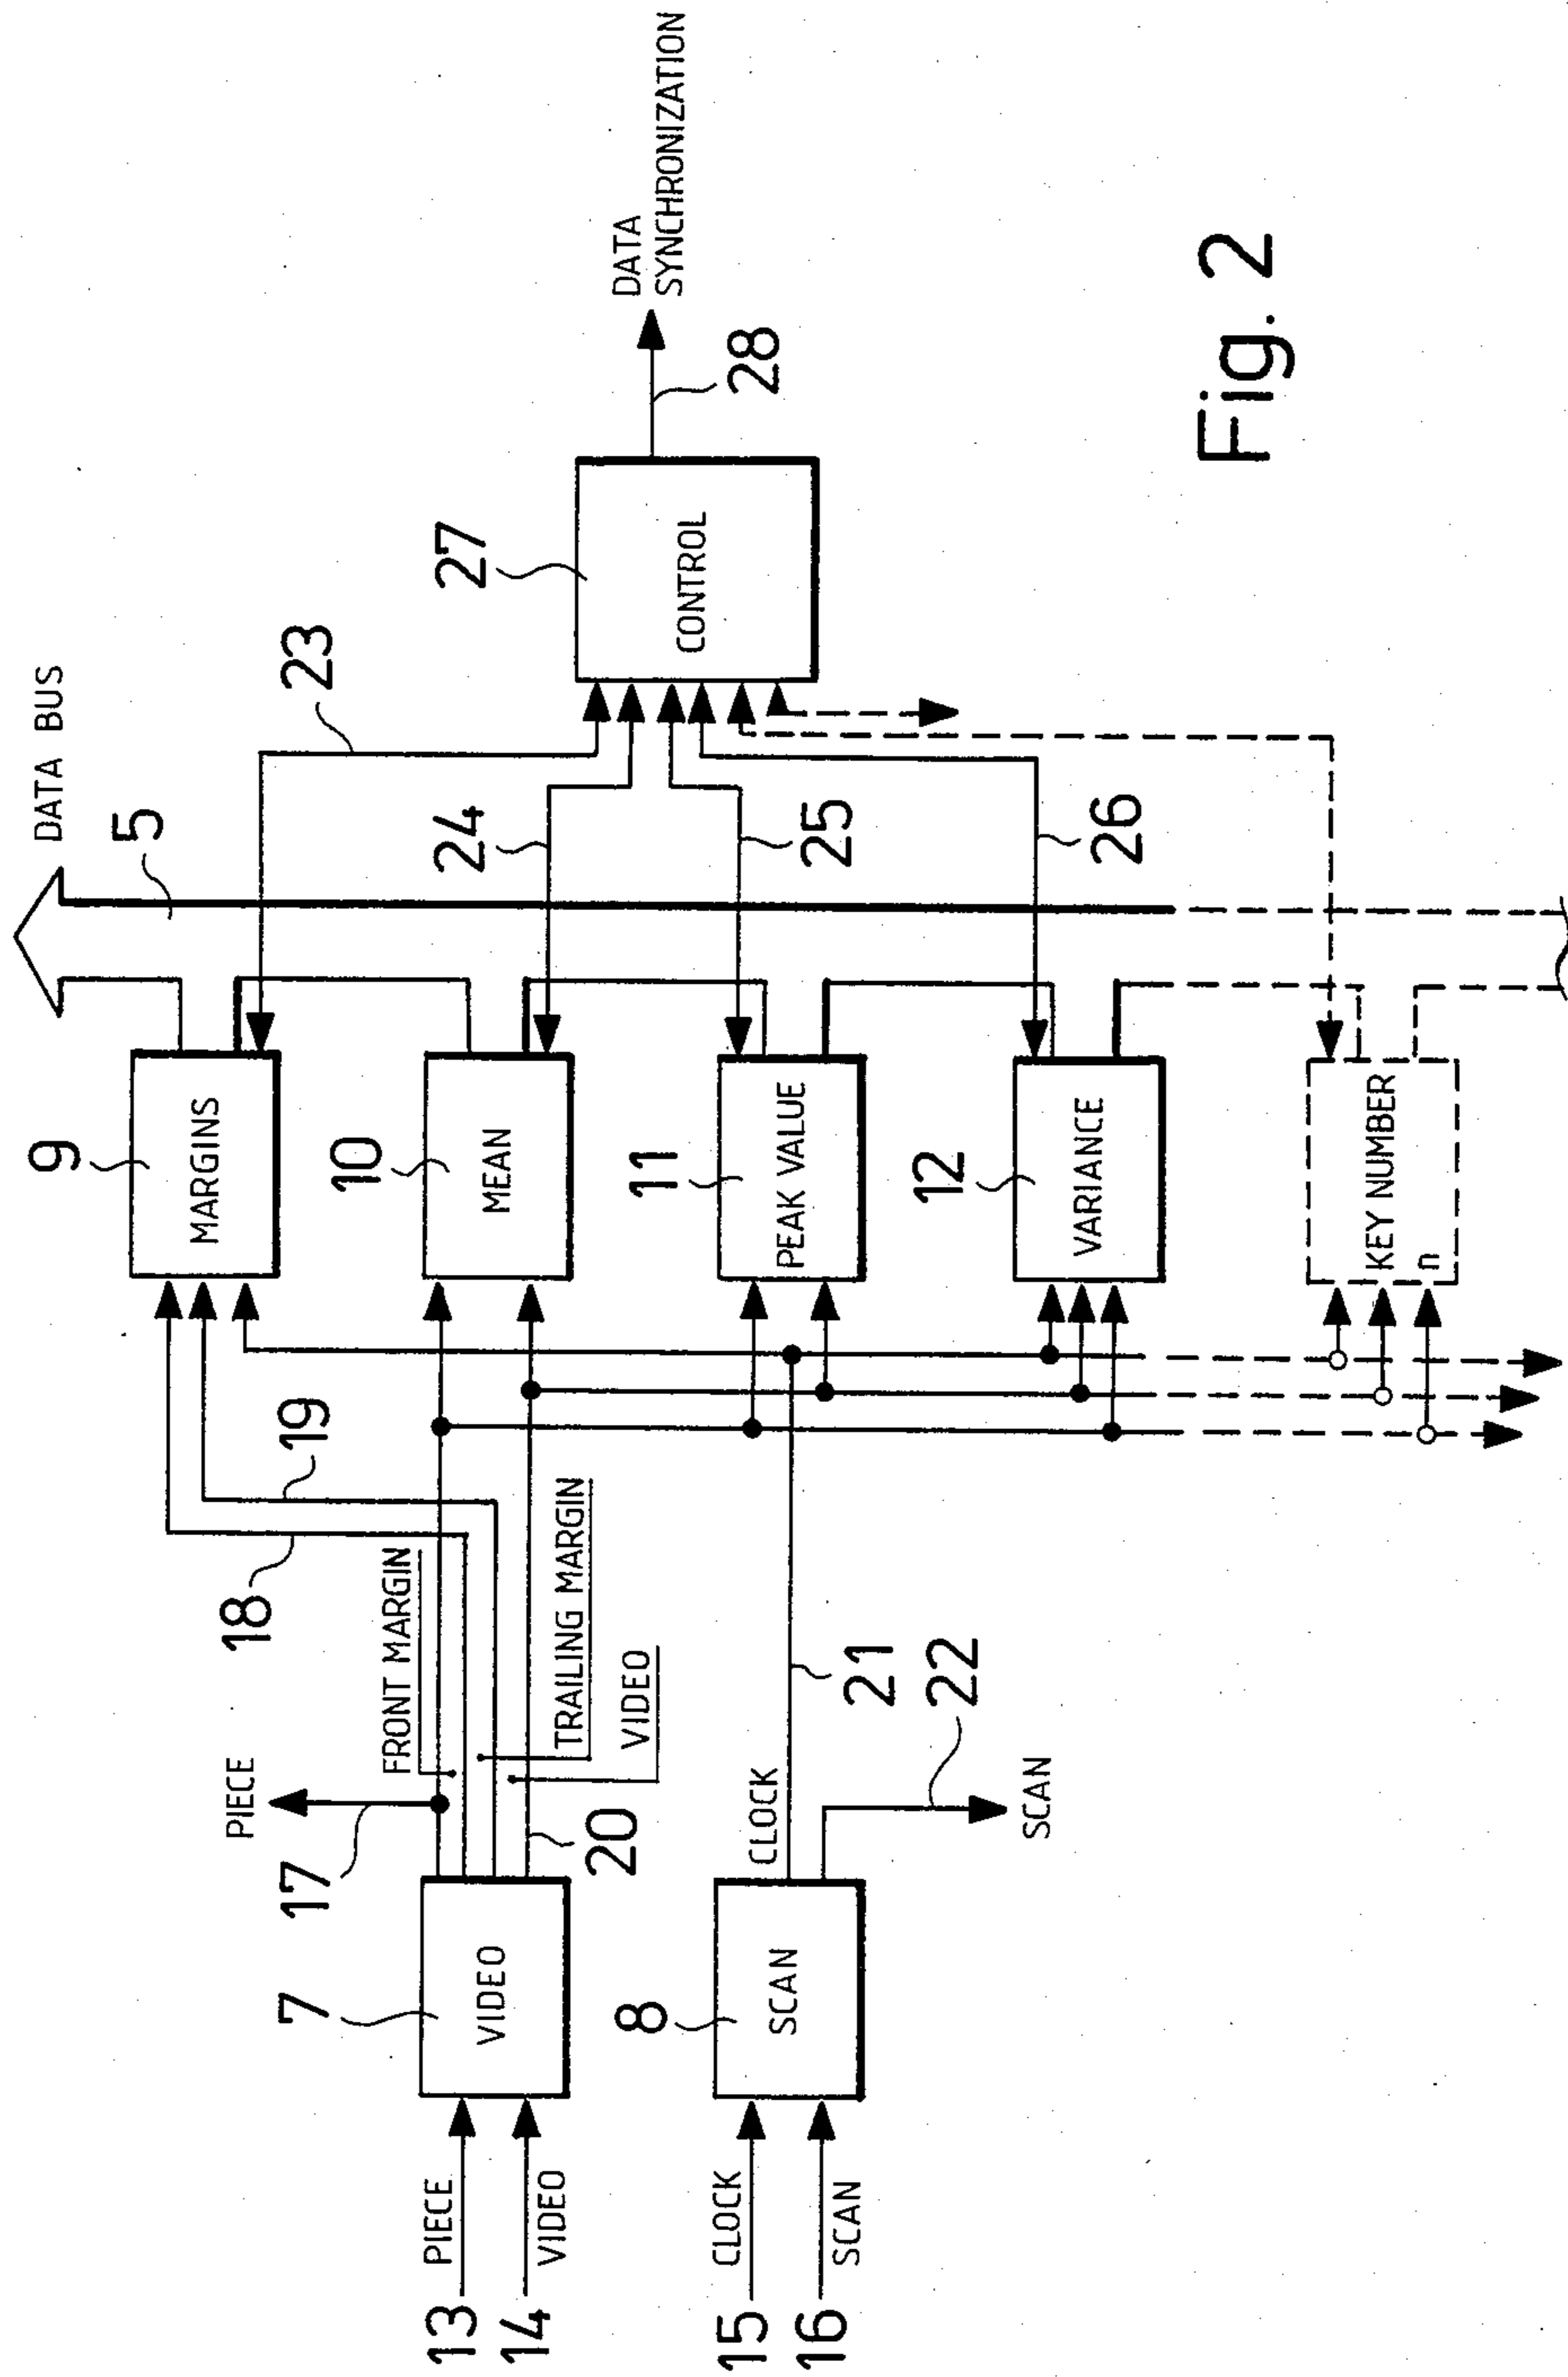 DATA BUS
5
23
9
MARGINS
18
19
PIECE
17
FRONT MARGIN
10
MEAN
24
27
CONTROL
DATA
SYNCHRONIZATION
28
13
PIECE
14
VIDEO
7
VIDEO
20
TRAILING MARGIN
VIDEO
11
PEAK VALUE
25
15
CLOCK
16
SCAN
8
SCAN
CLOCK
21
22
SCAN
12
VARIANCE
26
KEY NUMBER
n
Fig. 2